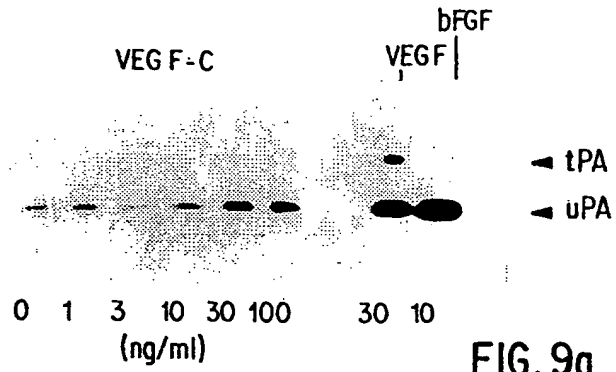 bFGF
VEGF-C
VEGF
tPA
uPA
0 1 3 10 30 100 30 10
(ng/ml)
FIG. 9a